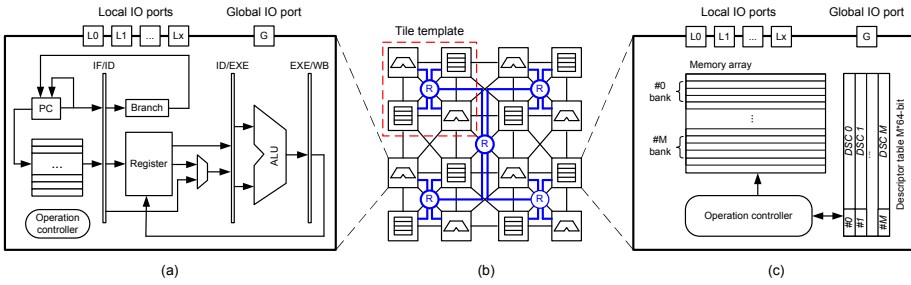 Local IO ports
Global IO port
L0 L1 ... Lx
G
IF/ID
ID/EXE
EXE/WB
PC
Branch
...
Register
ALU
Operation
controller
(a)
Tile template
R
R
R
R
R
(b)
Local IO ports
Global IO port
L0 L1 ... Lx
G
Memory array
#0
bank
...
#M
bank
Operation controller
DSC 0
DSC 1
...
DSC M
#0
#1
#M
Descriptor table M*64-bit
(c)